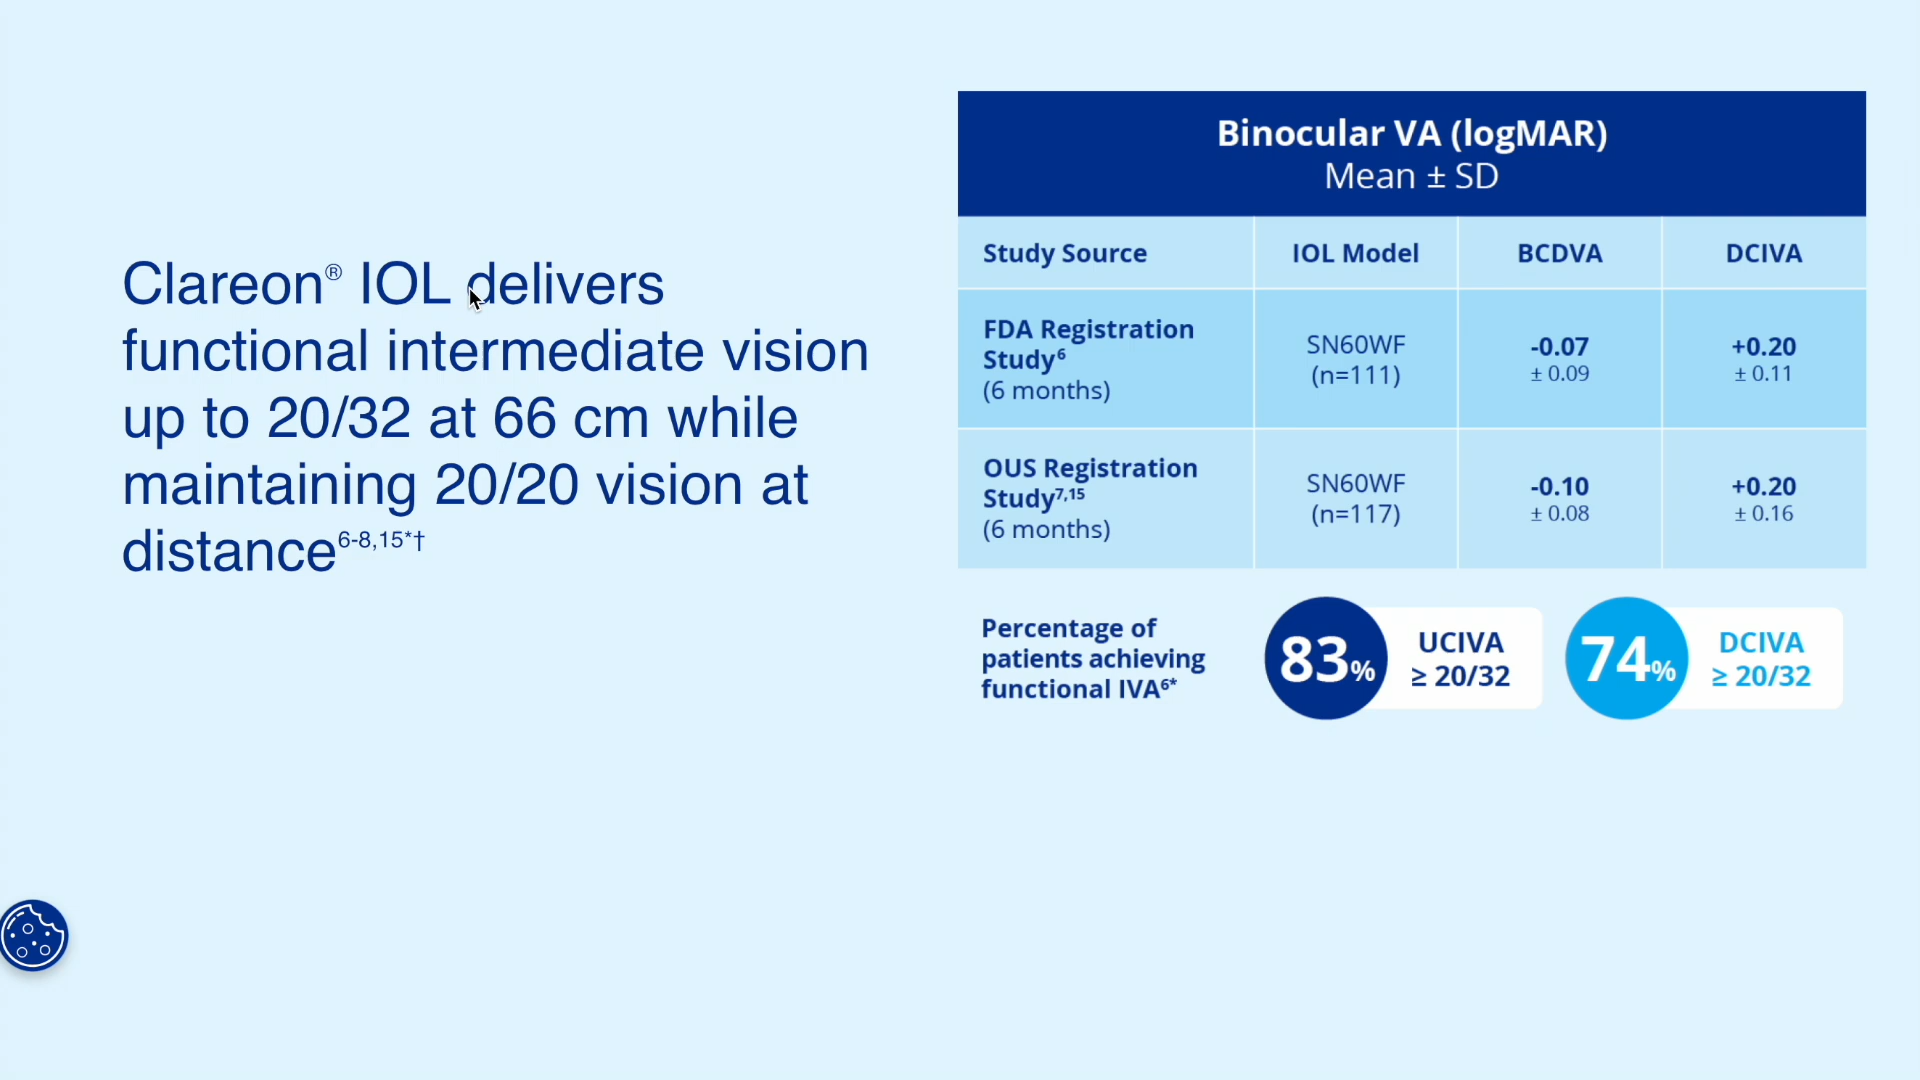 Clareon® IOL delivers
functional intermediate vision
up to 20/32 at 66 cm while
maintaining 20/20 vision at
distance6-8,15*†
Binocular VA (logMAR)
Mean ± SD
Study Source IOL Model BCDVA DCIVA
FDA Registration
Study6
(6 months)
SN60WF
(n=111)
-0.07
± 0.09
+0.20
± 0.11
OUS Registration
Study7,15
(6 months)
SN60WF
(n=117)
-0.10
± 0.08
+0.20
± 0.16
Percentage of
patients achieving
functional IVA6*
83%
UCIVA
≥ 20/32
74%
DCIVA
≥ 20/32